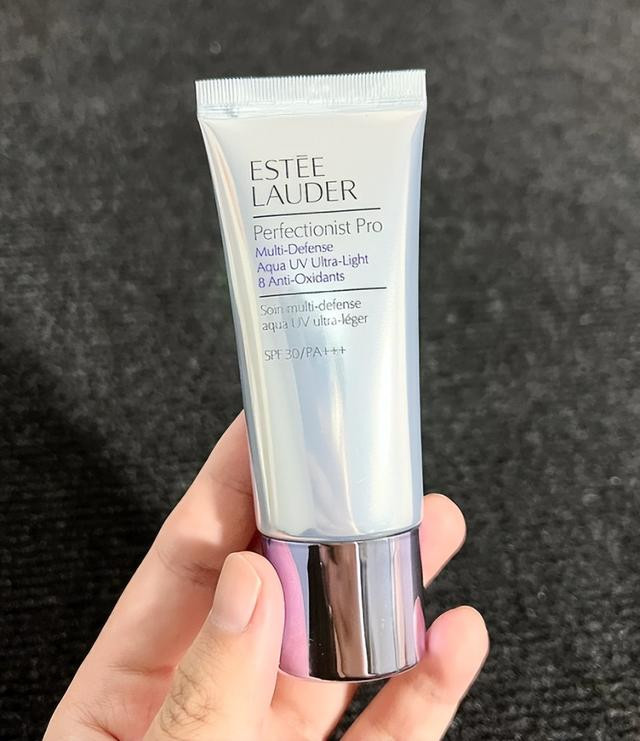 ESTĒE
LAUDER
Perfectionist Pro
Multi-Defense
Aqua UV Ultra-Light
8 Anti-Oxidants
Soin multi-defense
aqua UV ultra-léger
SPF 30/PA+++